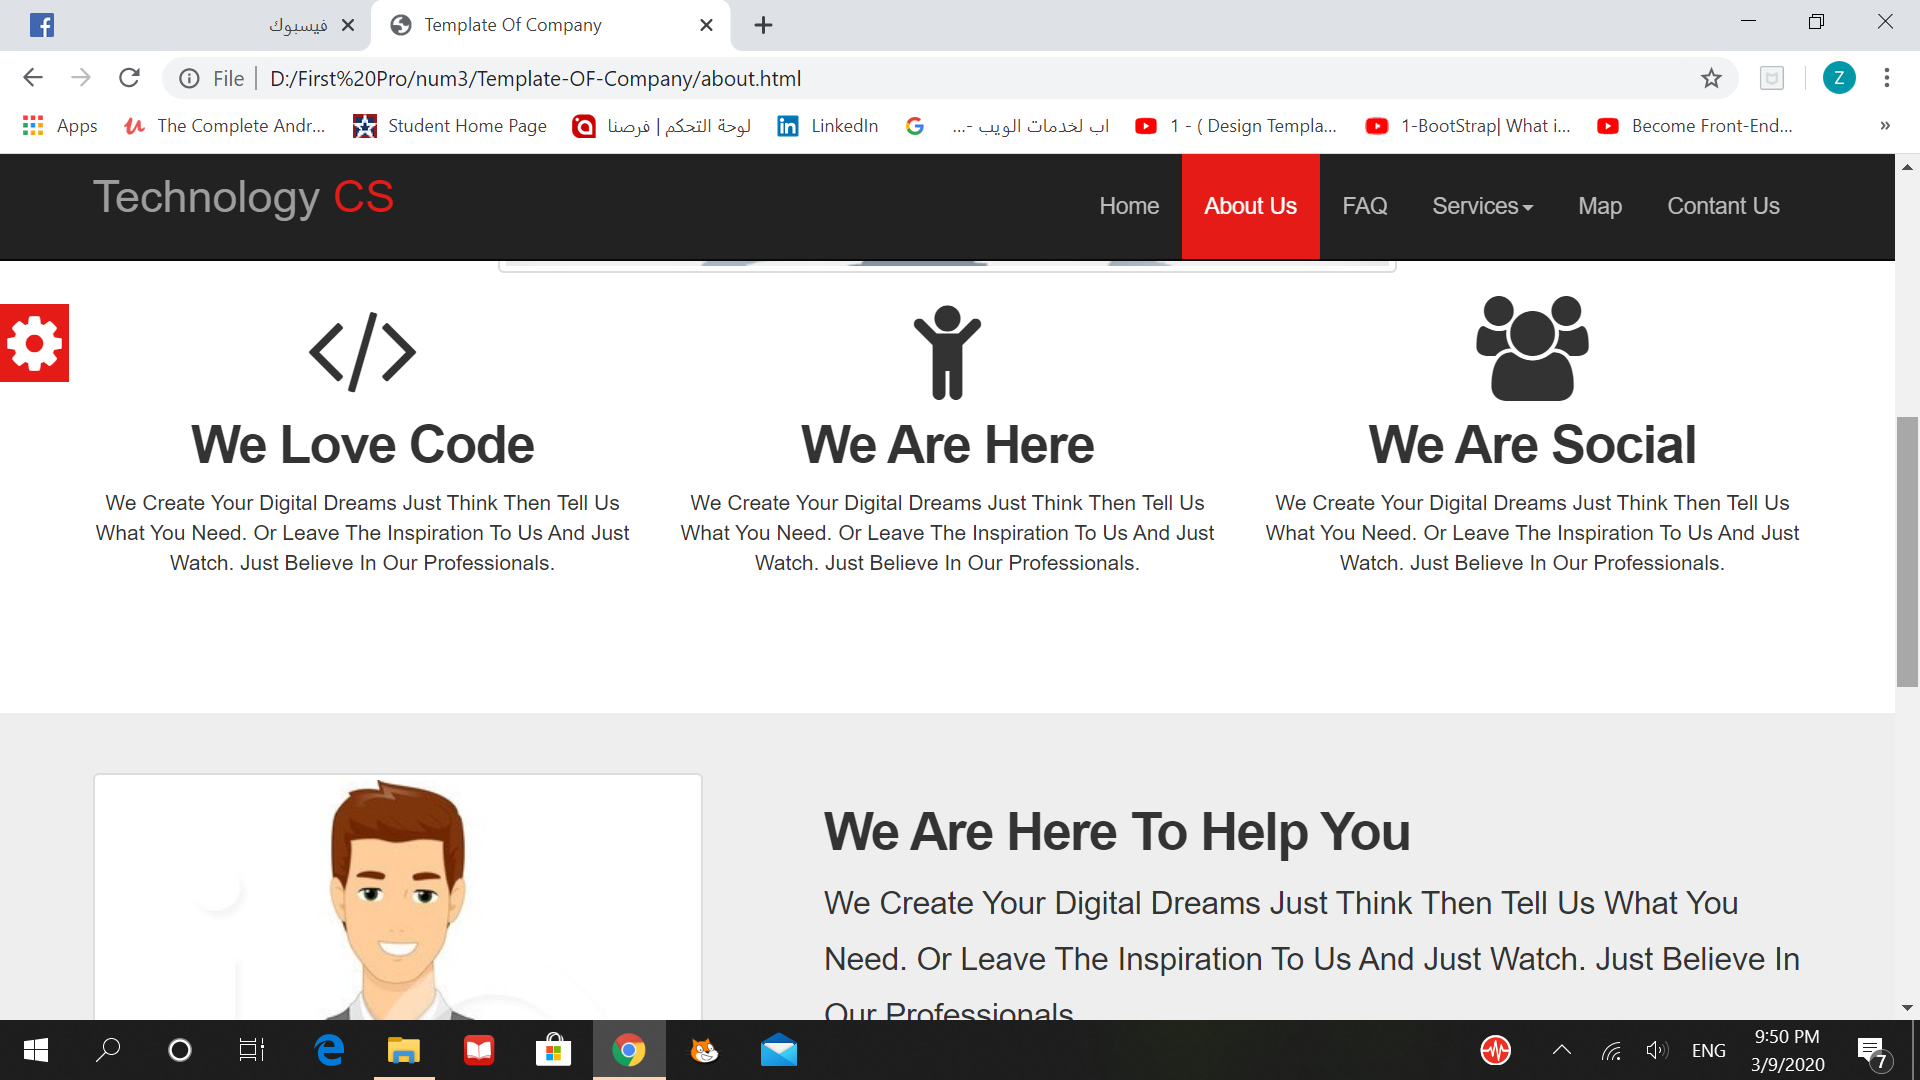 فيسبوك
Template Of Company
File
D:/First%20Pro/num3/Template-OF-Company/about.html
Z
Apps
The Complete Andr...
Student Home Page
لوحة التحكم | فرصنا
LinkedIn
اب لخدمات الويب -...
1 - ( Design Templa...
1-BootStrap| What i...
Become Front-End...
»
Technology CS
Home
About Us
FAQ
Services
Map
Contant Us
We Love Code
We Create Your Digital Dreams Just Think Then Tell Us
What You Need. Or Leave The Inspiration To Us And Just
Watch. Just Believe In Our Professionals.
We Are Here
We Create Your Digital Dreams Just Think Then Tell Us
What You Need. Or Leave The Inspiration To Us And Just
Watch. Just Believe In Our Professionals.
We Are Social
We Create Your Digital Dreams Just Think Then Tell Us
What You Need. Or Leave The Inspiration To Us And Just
Watch. Just Believe In Our Professionals.
We Are Here To Help You
We Create Your Digital Dreams Just Think Then Tell Us What You
Need. Or Leave The Inspiration To Us And Just Watch. Just Believe In
Our Professionals
ENG
9:50 PM
3/9/2020
7